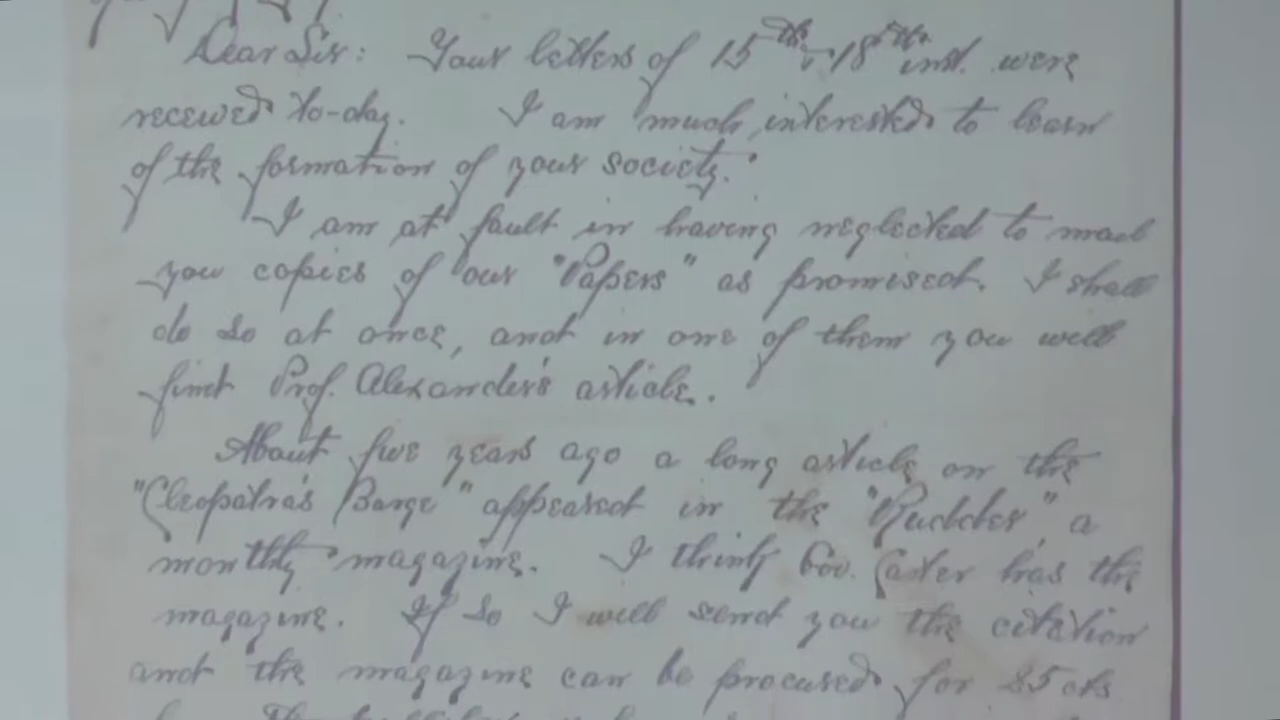 Dear Sir: Your letters of 15th & 18th inst. were
received to-day. I am much interested to learn
of the formation of your society.
I am at fault in having neglected to mail
you copies of our "Papers" as promised. I shall
do so at once, and in one of them you will
find Prof. Alexander's article.
About five years ago a long article on the
"Cleopatra's Barge" appeared in the "Rudder", a
monthly magazine. I think Gov. Carter has the
magazine. If so I will send you the citation
and the magazine can be procured for 25 cts